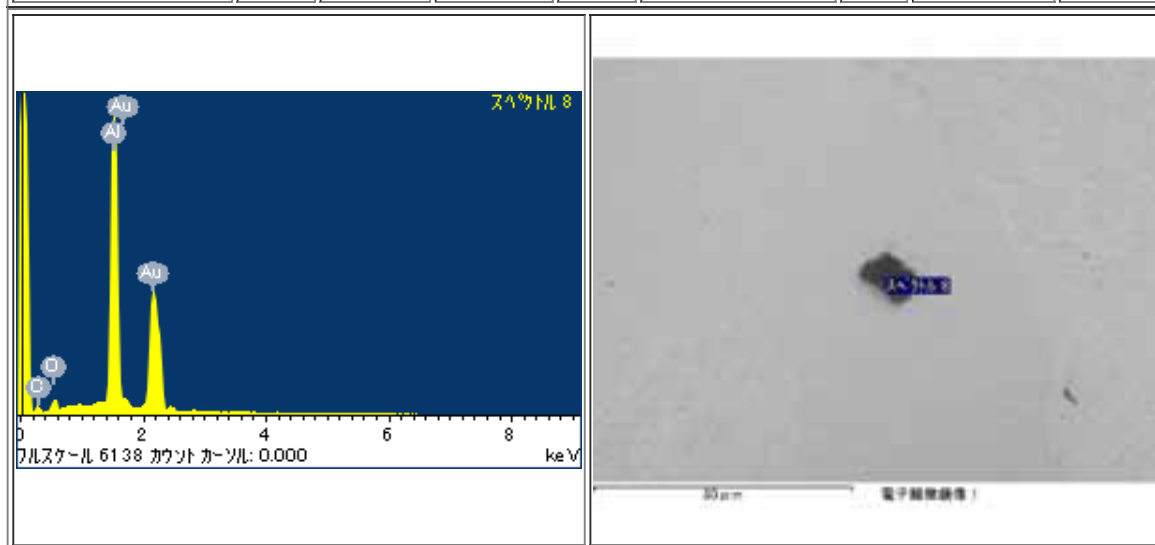 スペクトル 8
Au
Al
Au
O
C
0 2 4 6 8
フルスケール 6138 カウント カーソル: 0.000 keV
スペクトル 8
30μm 電子顕微鏡像 1